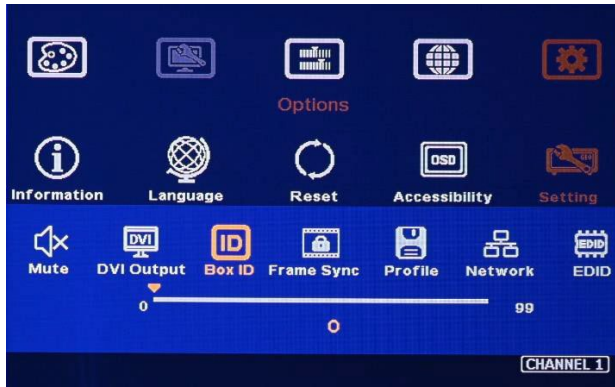 Options
Information Language Reset Accessibility Setting
OSD
DVI ID EDID
Mute DVI Output Box ID Frame Sync Profile Network EDID
0 99
0
CHANNEL 1